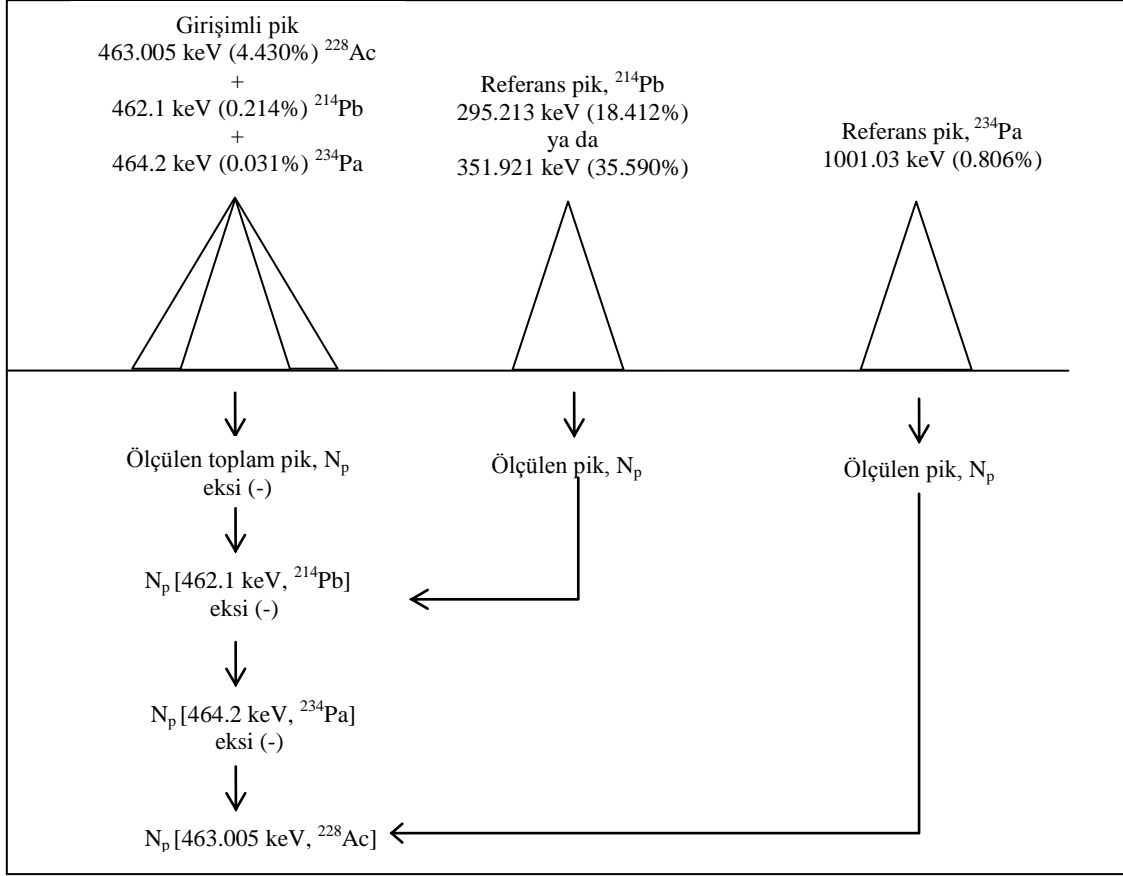 Girişimli pik
463.005 keV (4.430%) ²²⁸Ac
+
462.1 keV (0.214%) ²¹⁴Pb
+
464.2 keV (0.031%) ²³⁴Pa
Referans pik, ²¹⁴Pb
295.213 keV (18.412%)
ya da
351.921 keV (35.590%)
Referans pik, ²³⁴Pa
1001.03 keV (0.806%)
Ölçülen toplam pik, Nₚ
eksi (-)
Nₚ [462.1 keV, ²¹⁴Pb]
eksi (-)
Nₚ [464.2 keV, ²³⁴Pa]
eksi (-)
Nₚ [463.005 keV, ²²⁸Ac]
Ölçülen pik, Nₚ
Ölçülen pik, Nₚ